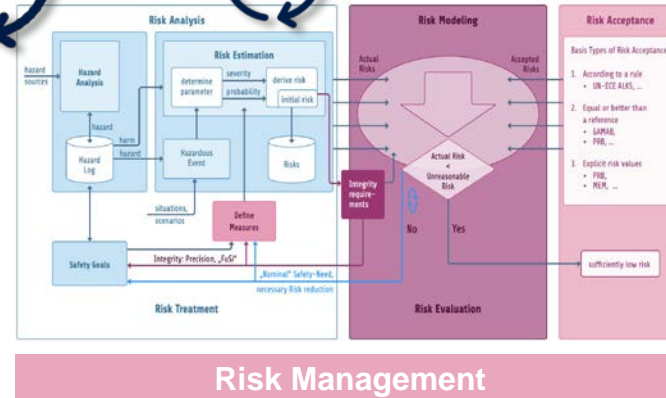 Risk Analysis
Risk Modeling
Risk Acceptance
hazard
sources
Hazard
Analysis
Risk Estimation
determine
parameter
severity
probability
derive risk
initial risk
hazard
harm
hazard
Hazard
Log
Hazardous
Event
Risks
situations,
scenarios
Define
Measures
Safety Goals
Integrity: Precision, „FuSi"
„Nominal" Safety-Need,
necessary Risk reduction
Risk Treatment
Actual
Risks
Accepted
Risks
Actual Risk
<
Unreasonable
Risk
Integrity
require-
ments
No
Yes
Risk Evaluation
Basis Types of Risk Acceptance
1. According to a rule
• UN-ECE ALKS, ...
2. Equal or better than
a reference
• GAMAB,
• PRB, ...
3. Explicit risk values
• PRB,
• MEM, ...
sufficiently low risk
Risk Management